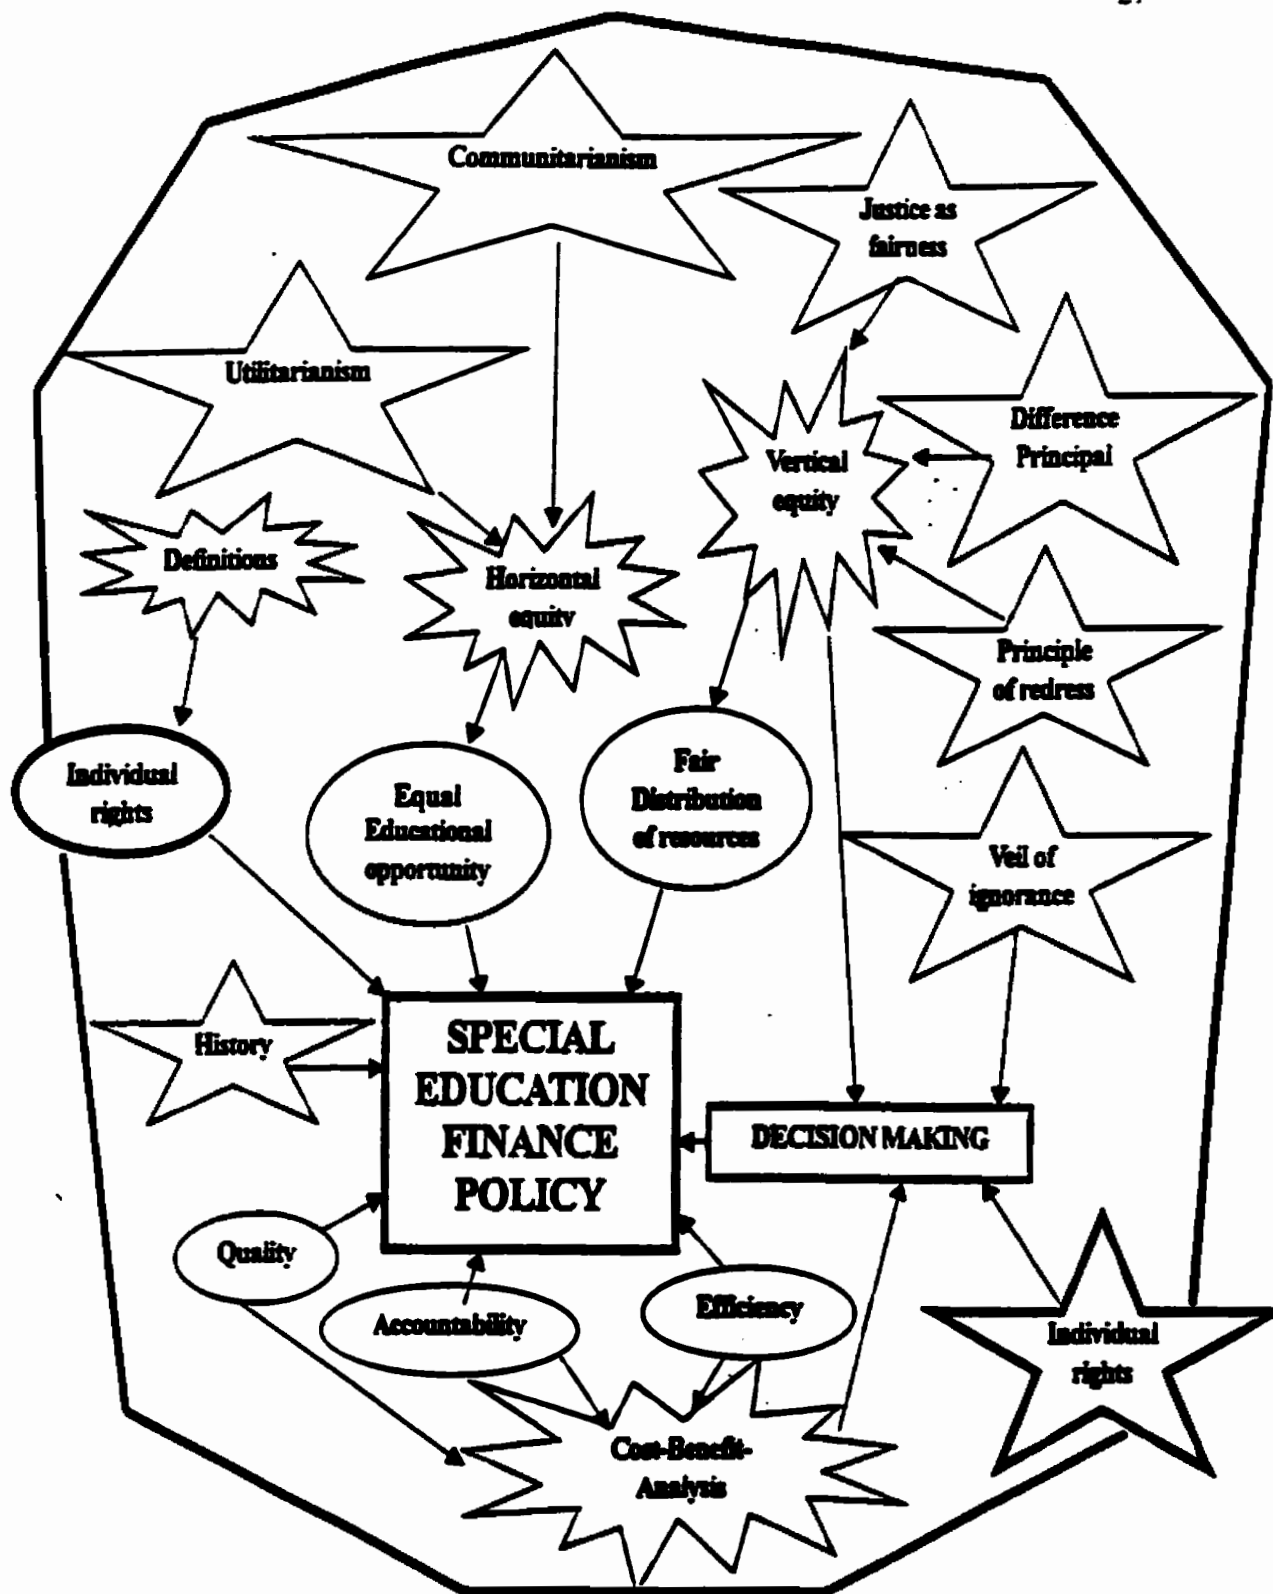 Communitarianism
Justice as
fairness
Utilitarianism
Difference
Principal
Vertical
equity
Definitions
Horizontal
equity
Principle
of redress
Individual
rights
Equal
Educational
opportunity
Fair
Distribution
of resources
Veil of
ignorance
History
SPECIAL
EDUCATION
FINANCE
POLICY
DECISION MAKING
Quality
Accountability
Efficiency
Individual
rights
Cost-Benefit-
Analysis